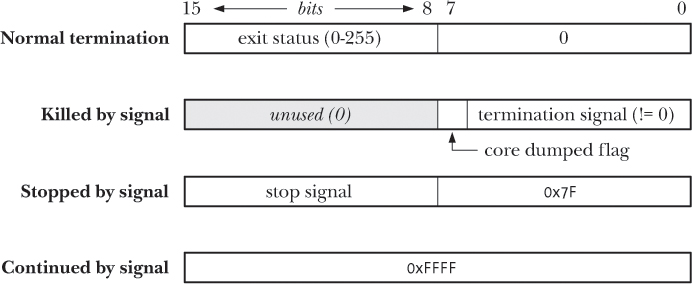 15 bits 8 7 0
Normal termination exit status (0-255) 0
Killed by signal unused (0) termination signal (!= 0)
core dumped flag
Stopped by signal stop signal 0x7F
Continued by signal 0xFFFF